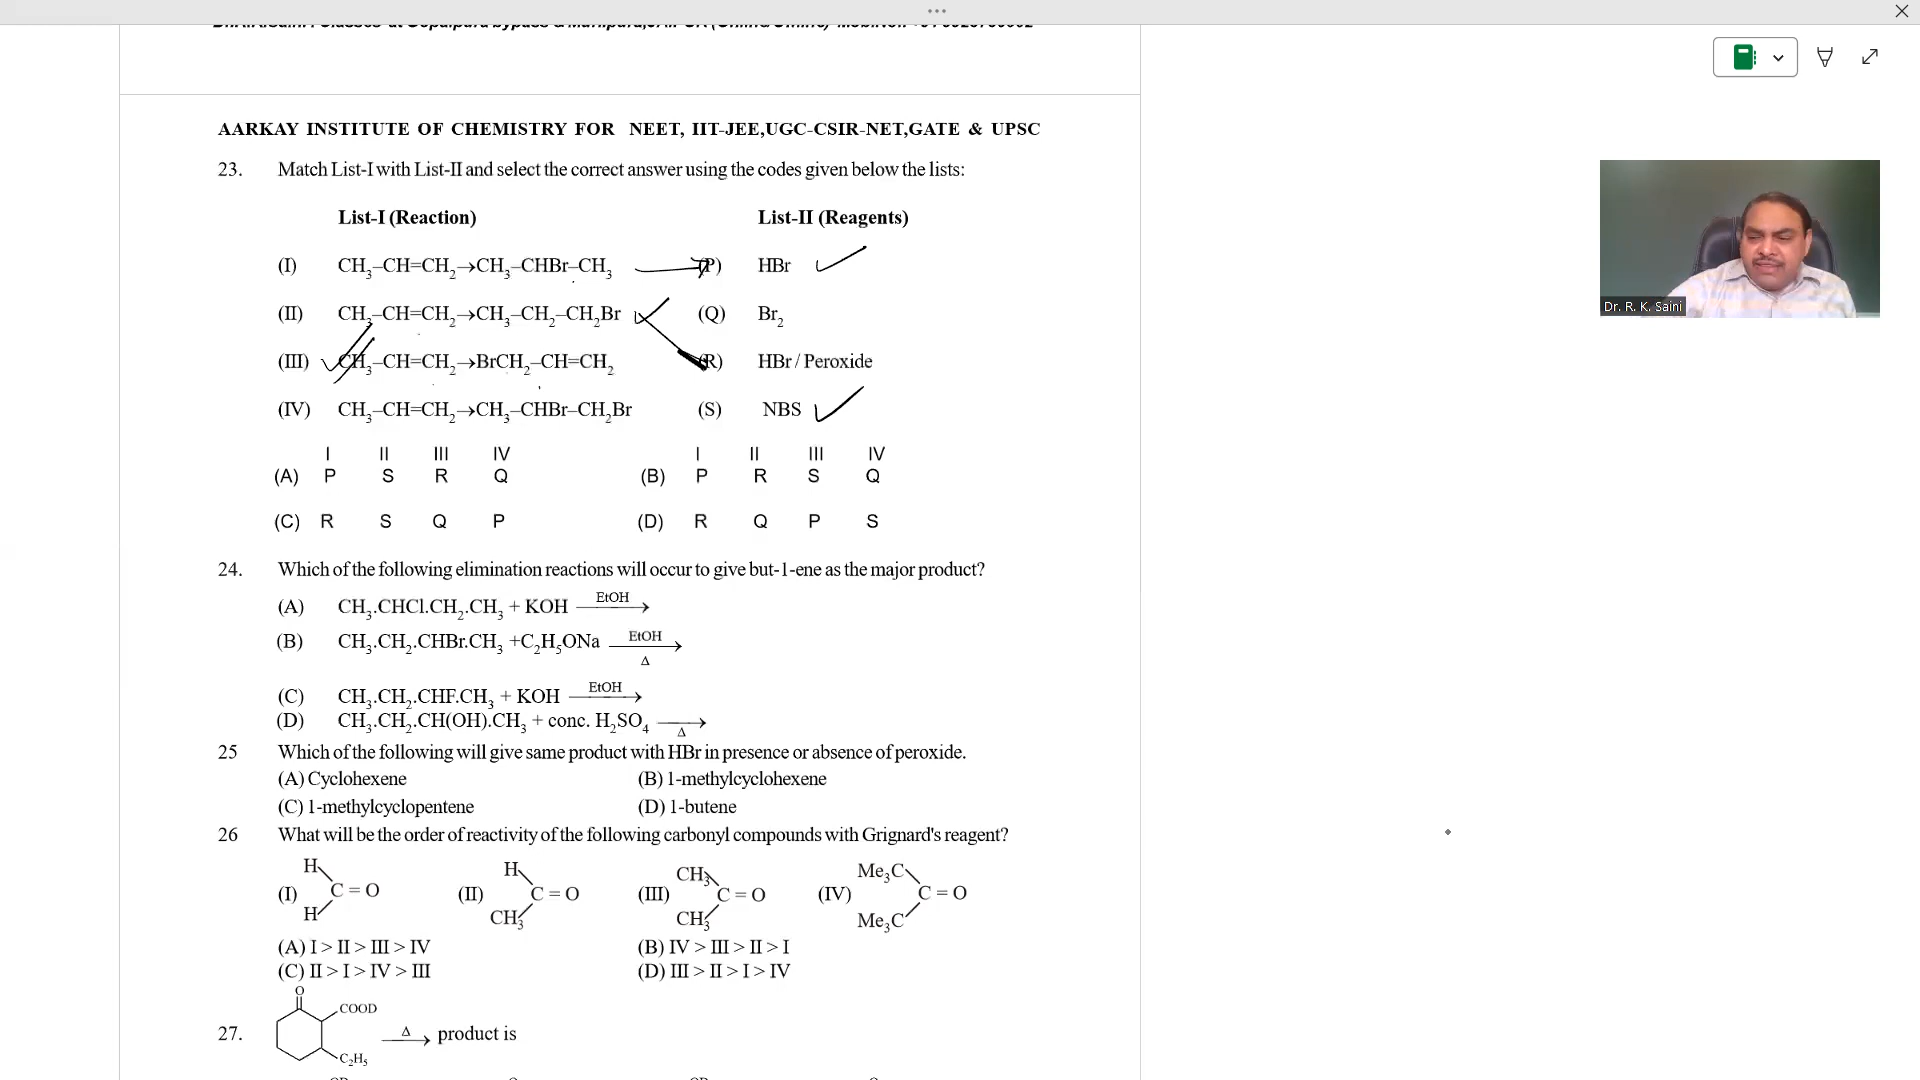 AARKAY INSTITUTE OF CHEMISTRY FOR NEET, IIT-JEE,UGC-CSIR-NET,GATE & UPSC
23. Match List-I with List-II and select the correct answer using the codes given below the lists:
List-I (Reaction) List-II (Reagents)
(I) CH₃–CH=CH₂→CH₃–CHBr–CH₃ (P) HBr
(II) CH₃–CH=CH₂→CH₃–CH₂–CH₂Br (Q) Br₂
(III) CH₃–CH=CH₂→BrCH₂–CH=CH₂ (R) HBr / Peroxide
(IV) CH₃–CH=CH₂→CH₃–CHBr–CH₂Br (S) NBS
I II III IV I II III IV
(A) P S R Q (B) P R S Q
(C) R S Q P (D) R Q P S
24. Which of the following elimination reactions will occur to give but-1-ene as the major product?
(A) CH₃.CHCl.CH₂.CH₃ + KOH EtOH →
(B) CH₃.CH₂.CHBr.CH₃ +C₂H₅ONa EtOH → Δ
(C) CH₃.CH₂.CHF.CH₃ + KOH EtOH →
(D) CH₃.CH₂.CH(OH).CH₃ + conc. H₂SO₄ → Δ
25 Which of the following will give same product with HBr in presence or absence of peroxide.
(A) Cyclohexene (B) 1-methylcyclohexene
(C) 1-methylcyclopentene (D) 1-butene
26 What will be the order of reactivity of the following carbonyl compounds with Grignard's reagent?
H H CH₃ Me₃C
(I) C = O (II) C = O (III) C = O (IV) C = O
H CH₃ CH₃ Me₃C
(A) I > II > III > IV (B) IV > III > II > I
(C) II > I > IV > III (D) III > II > I > IV
O
COOD
27. Δ → product is
C₂H₅
Dr. R. K. Saini